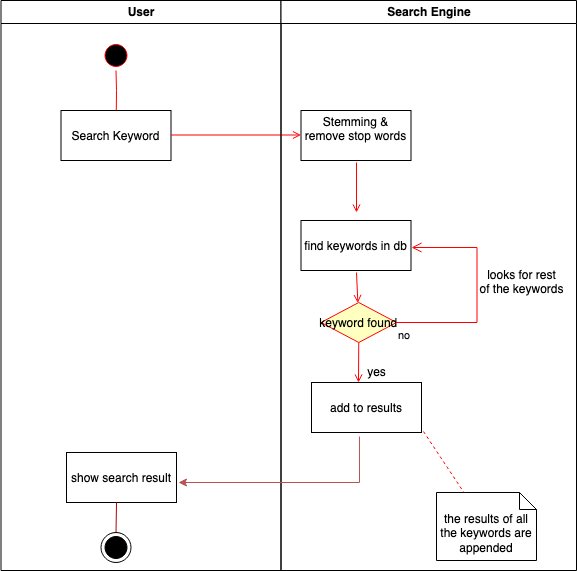 User
Search Engine
Search Keyword
Stemming &
remove stop words
find keywords in db
looks for rest
of the keywords
keyword found
no
yes
add to results
show search result
the results of all
the keywords are
appended